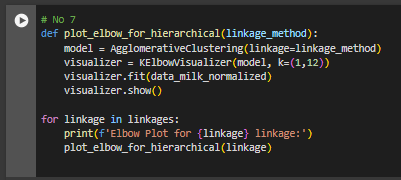 # No 7
def plot_elbow_for_hierarchical(linkage_method):
    model = AgglomerativeClustering(linkage=linkage_method)
    visualizer = KElbowVisualizer(model, k=(1,12))
    visualizer.fit(data_milk_normalized)
    visualizer.show()
for linkage in linkages:
    print(f'Elbow Plot for {linkage} linkage:')
    plot_elbow_for_hierarchical(linkage)